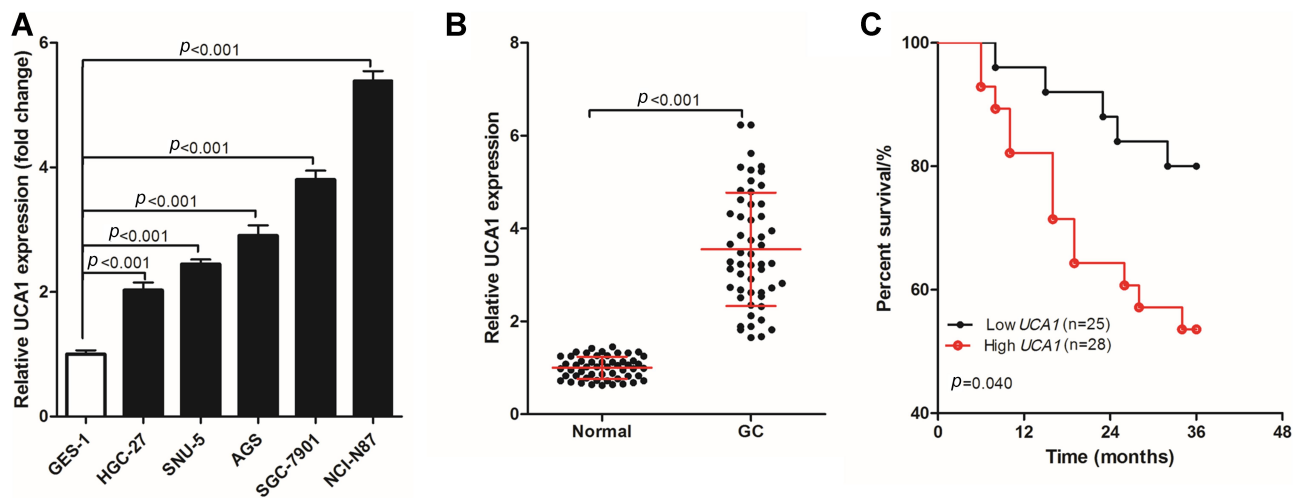 A
Relative UCA1 expression (fold change)
6
4
2
0
p<0.001
p<0.001
p<0.001
p<0.001
p<0.001
GES-1
HGC-27
SNU-5
AGS
SGC-7901
NCI-N87
B
Relative UCA1 expression
8
6
4
2
0
p<0.001
Normal
GC
C
Percent survival/%
100
80
60
40
Low UCA1 (n=25)
High UCA1 (n=28)
p=0.040
0
12
24
36
48
Time (months)